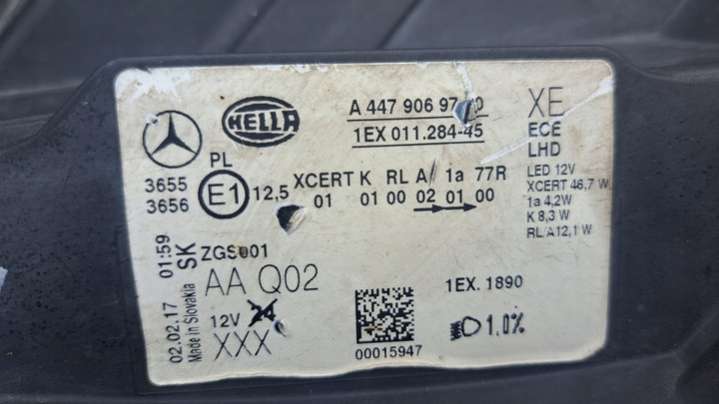 HELLA
A 447 906 97 0
1EX 011.284-45
XE
ECE
LHD
LED 12V
XCERT 46,7 W
1a 4,2W
K 8,3 W
RL/A12,1 W
PL
3655
3656
E1
12,5
XCERT K RL A/ 1a 77R
01 01 00 02 01 00
02.02.17 01:59
Made in Slovakia SK
ZGS001
AA Q02
12V 24
XXX
00015947
1EX. 1890
1.0%